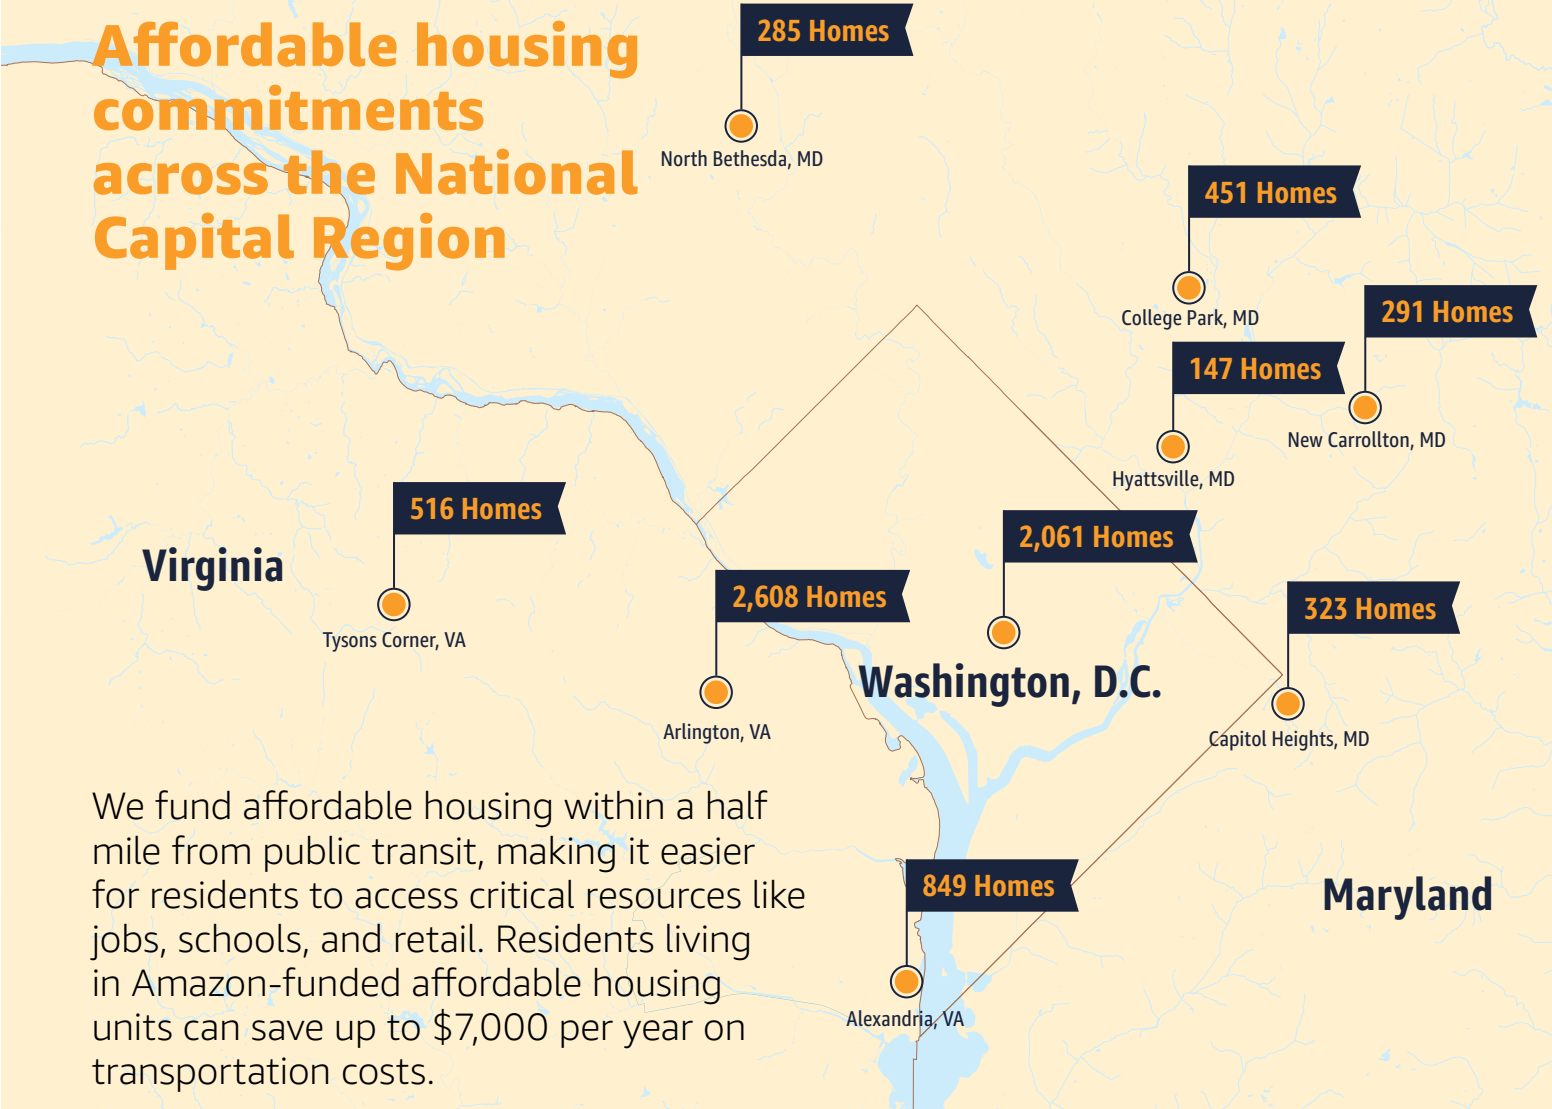 Affordable housing
commitments
across the National
Capital Region
285 Homes
North Bethesda, MD
451 Homes
College Park, MD
291 Homes
New Carrollton, MD
147 Homes
Hyattsville, MD
516 Homes
Virginia
Tysons Corner, VA
2,061 Homes
Washington, D.C.
2,608 Homes
Arlington, VA
323 Homes
Capitol Heights, MD
We fund affordable housing within a half
mile from public transit, making it easier
for residents to access critical resources like
jobs, schools, and retail. Residents living
in Amazon-funded affordable housing
units can save up to $7,000 per year on
transportation costs.
849 Homes
Alexandria, VA
Maryland